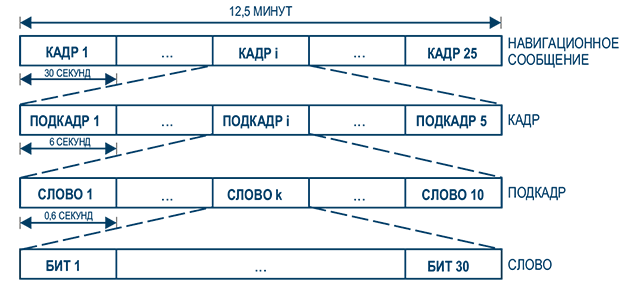 12,5 МИНУТ
КАДР 1 ... КАДР i ... КАДР 25 НАВИГАЦИОННОЕ
СООБЩЕНИЕ
30 СЕКУНД
ПОДКАДР 1 ... ПОДКАДР i ... ПОДКАДР 5 КАДР
6 СЕКУНД
СЛОВО 1 ... СЛОВО k ... СЛОВО 10 ПОДКАДР
0,6 СЕКУНД
БИТ 1 ... БИТ 30 СЛОВО